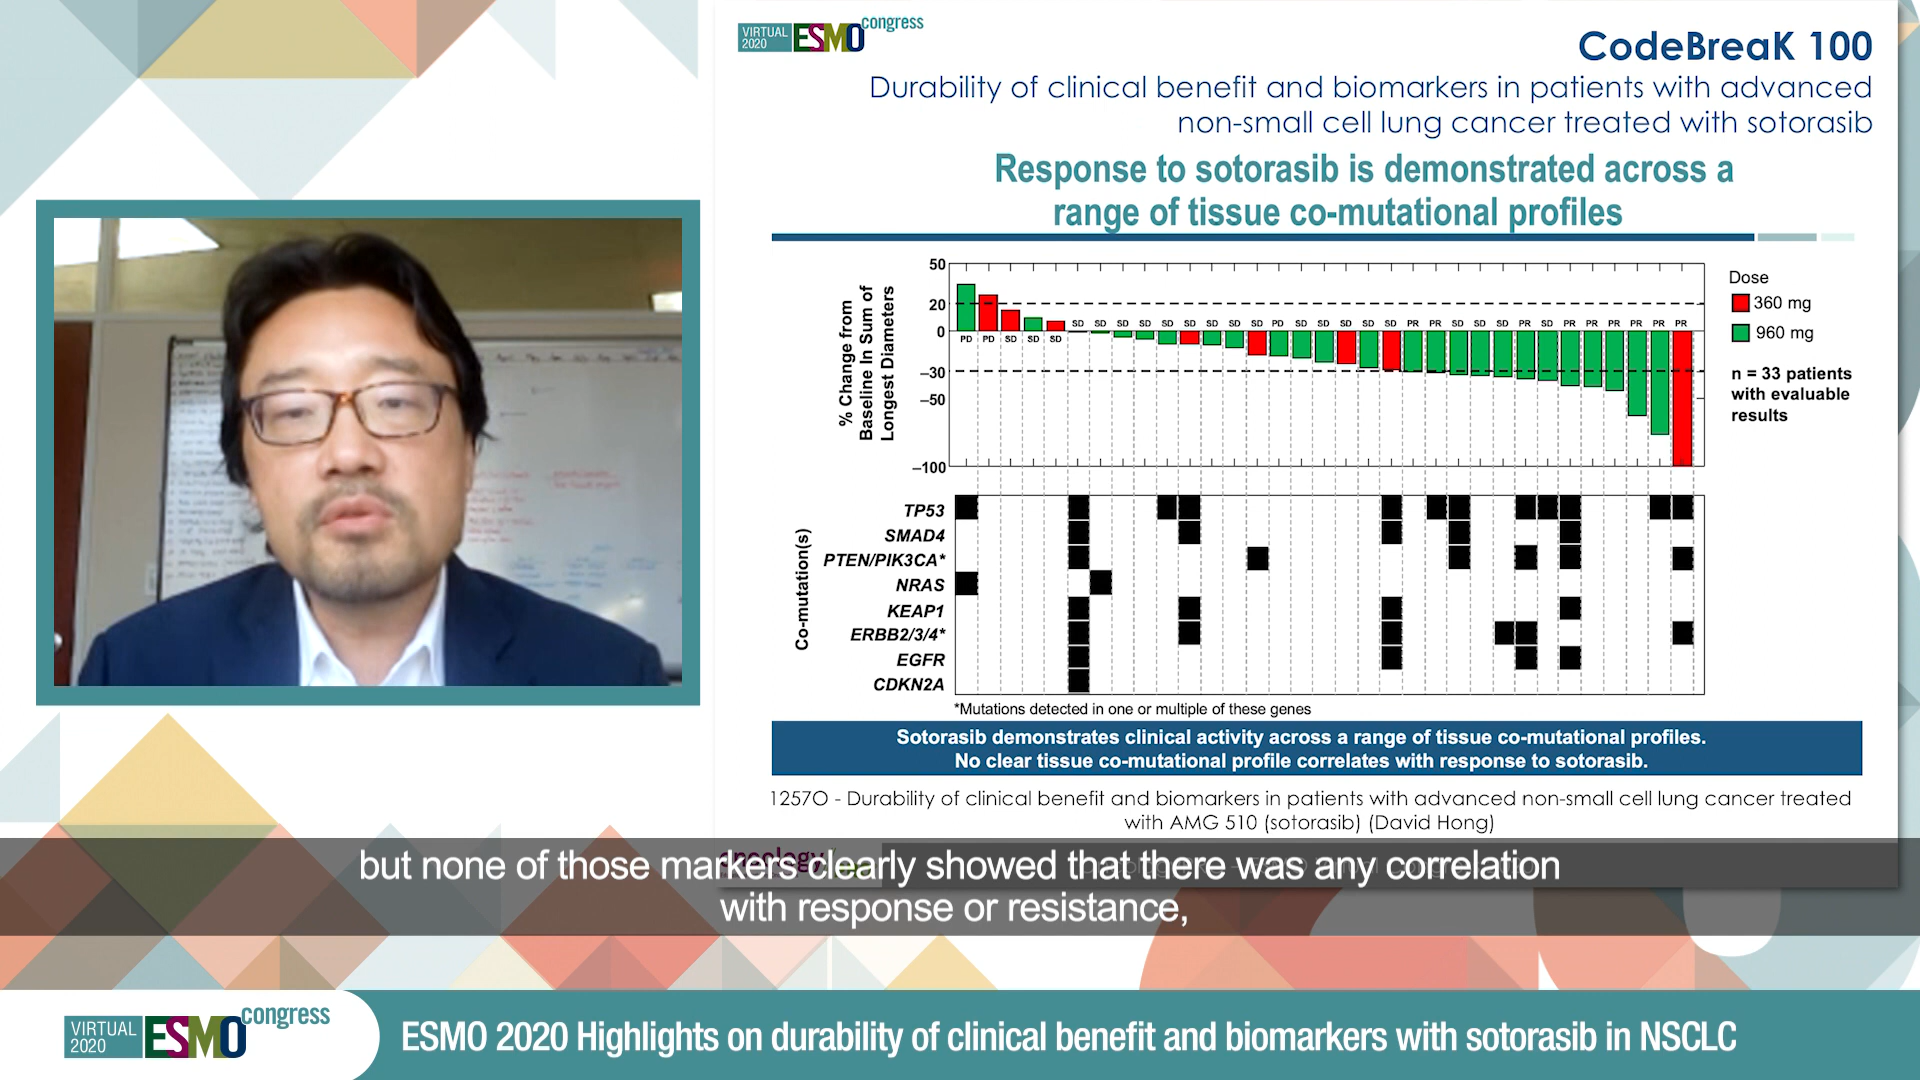 VIRTUAL
2020
ESMO congress
CodeBreaK 100
Durability of clinical benefit and biomarkers in patients with advanced
non-small cell lung cancer treated with sotorasib
Response to sotorasib is demonstrated across a
range of tissue co-mutational profiles
% Change from
Baseline In Sum of
Longest Diameters
50
20
0
–30
–50
–100
SD SD SD SD SD SD SD SD SD PD SD SD SD SD SD PR PR SD SD SD PR SD PR PR PR PR PR
PD PD SD SD SD
Dose
360 mg
960 mg
n = 33 patients
with evaluable
results
Co-mutation(s)
TP53
SMAD4
PTEN/PIK3CA*
NRAS
KEAP1
ERBB2/3/4*
EGFR
CDKN2A
*Mutations detected in one or multiple of these genes
Sotorasib demonstrates clinical activity across a range of tissue co-mutational profiles.
No clear tissue co-mutational profile correlates with response to sotorasib.
1257O - Durability of clinical benefit and biomarkers in patients with advanced non-small cell lung cancer treated
with AMG 510 (sotorasib) (David Hong)
but none of those markers clearly showed that there was any correlation
with response or resistance,
VIRTUAL
2020
ESMO congress
ESMO 2020 Highlights on durability of clinical benefit and biomarkers with sotorasib in NSCLC